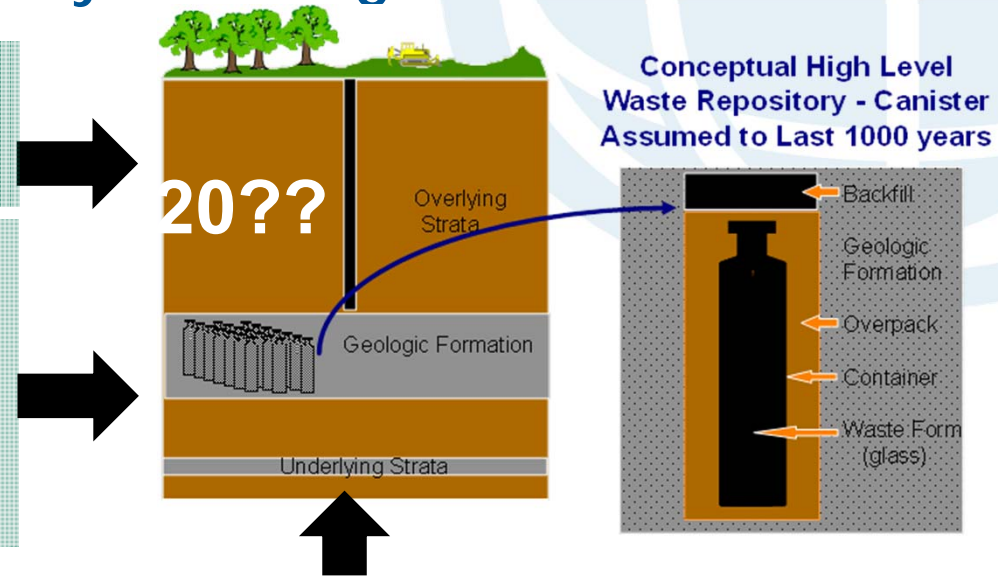 Conceptual High Level
Waste Repository - Canister
Assumed to Last 1000 years
20??
Overlying
Strata
Geologic Formation
Underlying Strata
Backfill
Geologic
Formation
Overpack
Container
Waste Form
(glass)